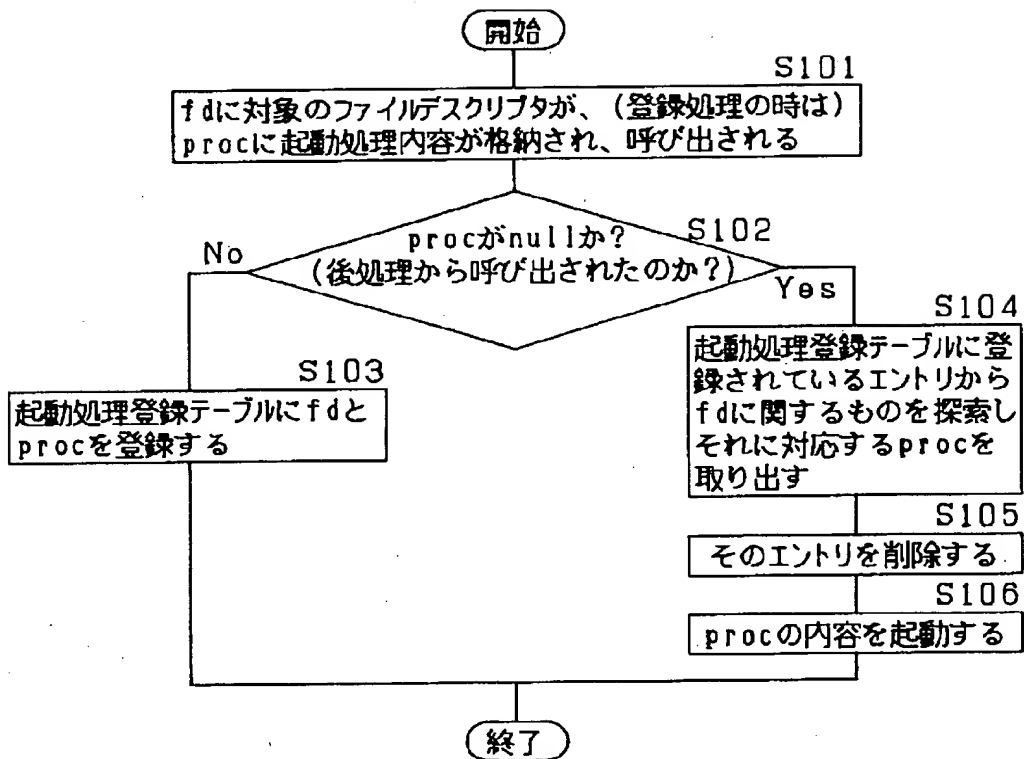 開始
S101
fdに対象のファイルデスクリプタが、(登録処理の時は)
procに起動処理内容が格納され、呼び出される
S102
procがnullか?
(後処理から呼び出されたのか?)
No
Yes
S103
起動処理登録テーブルにfdと
procを登録する
S104
起動処理登録テーブルに登
録されているエントリから
fdに関するものを探索し
それに対応するprocを
取り出す
S105
そのエントリを削除する
S106
procの内容を起動する
終了